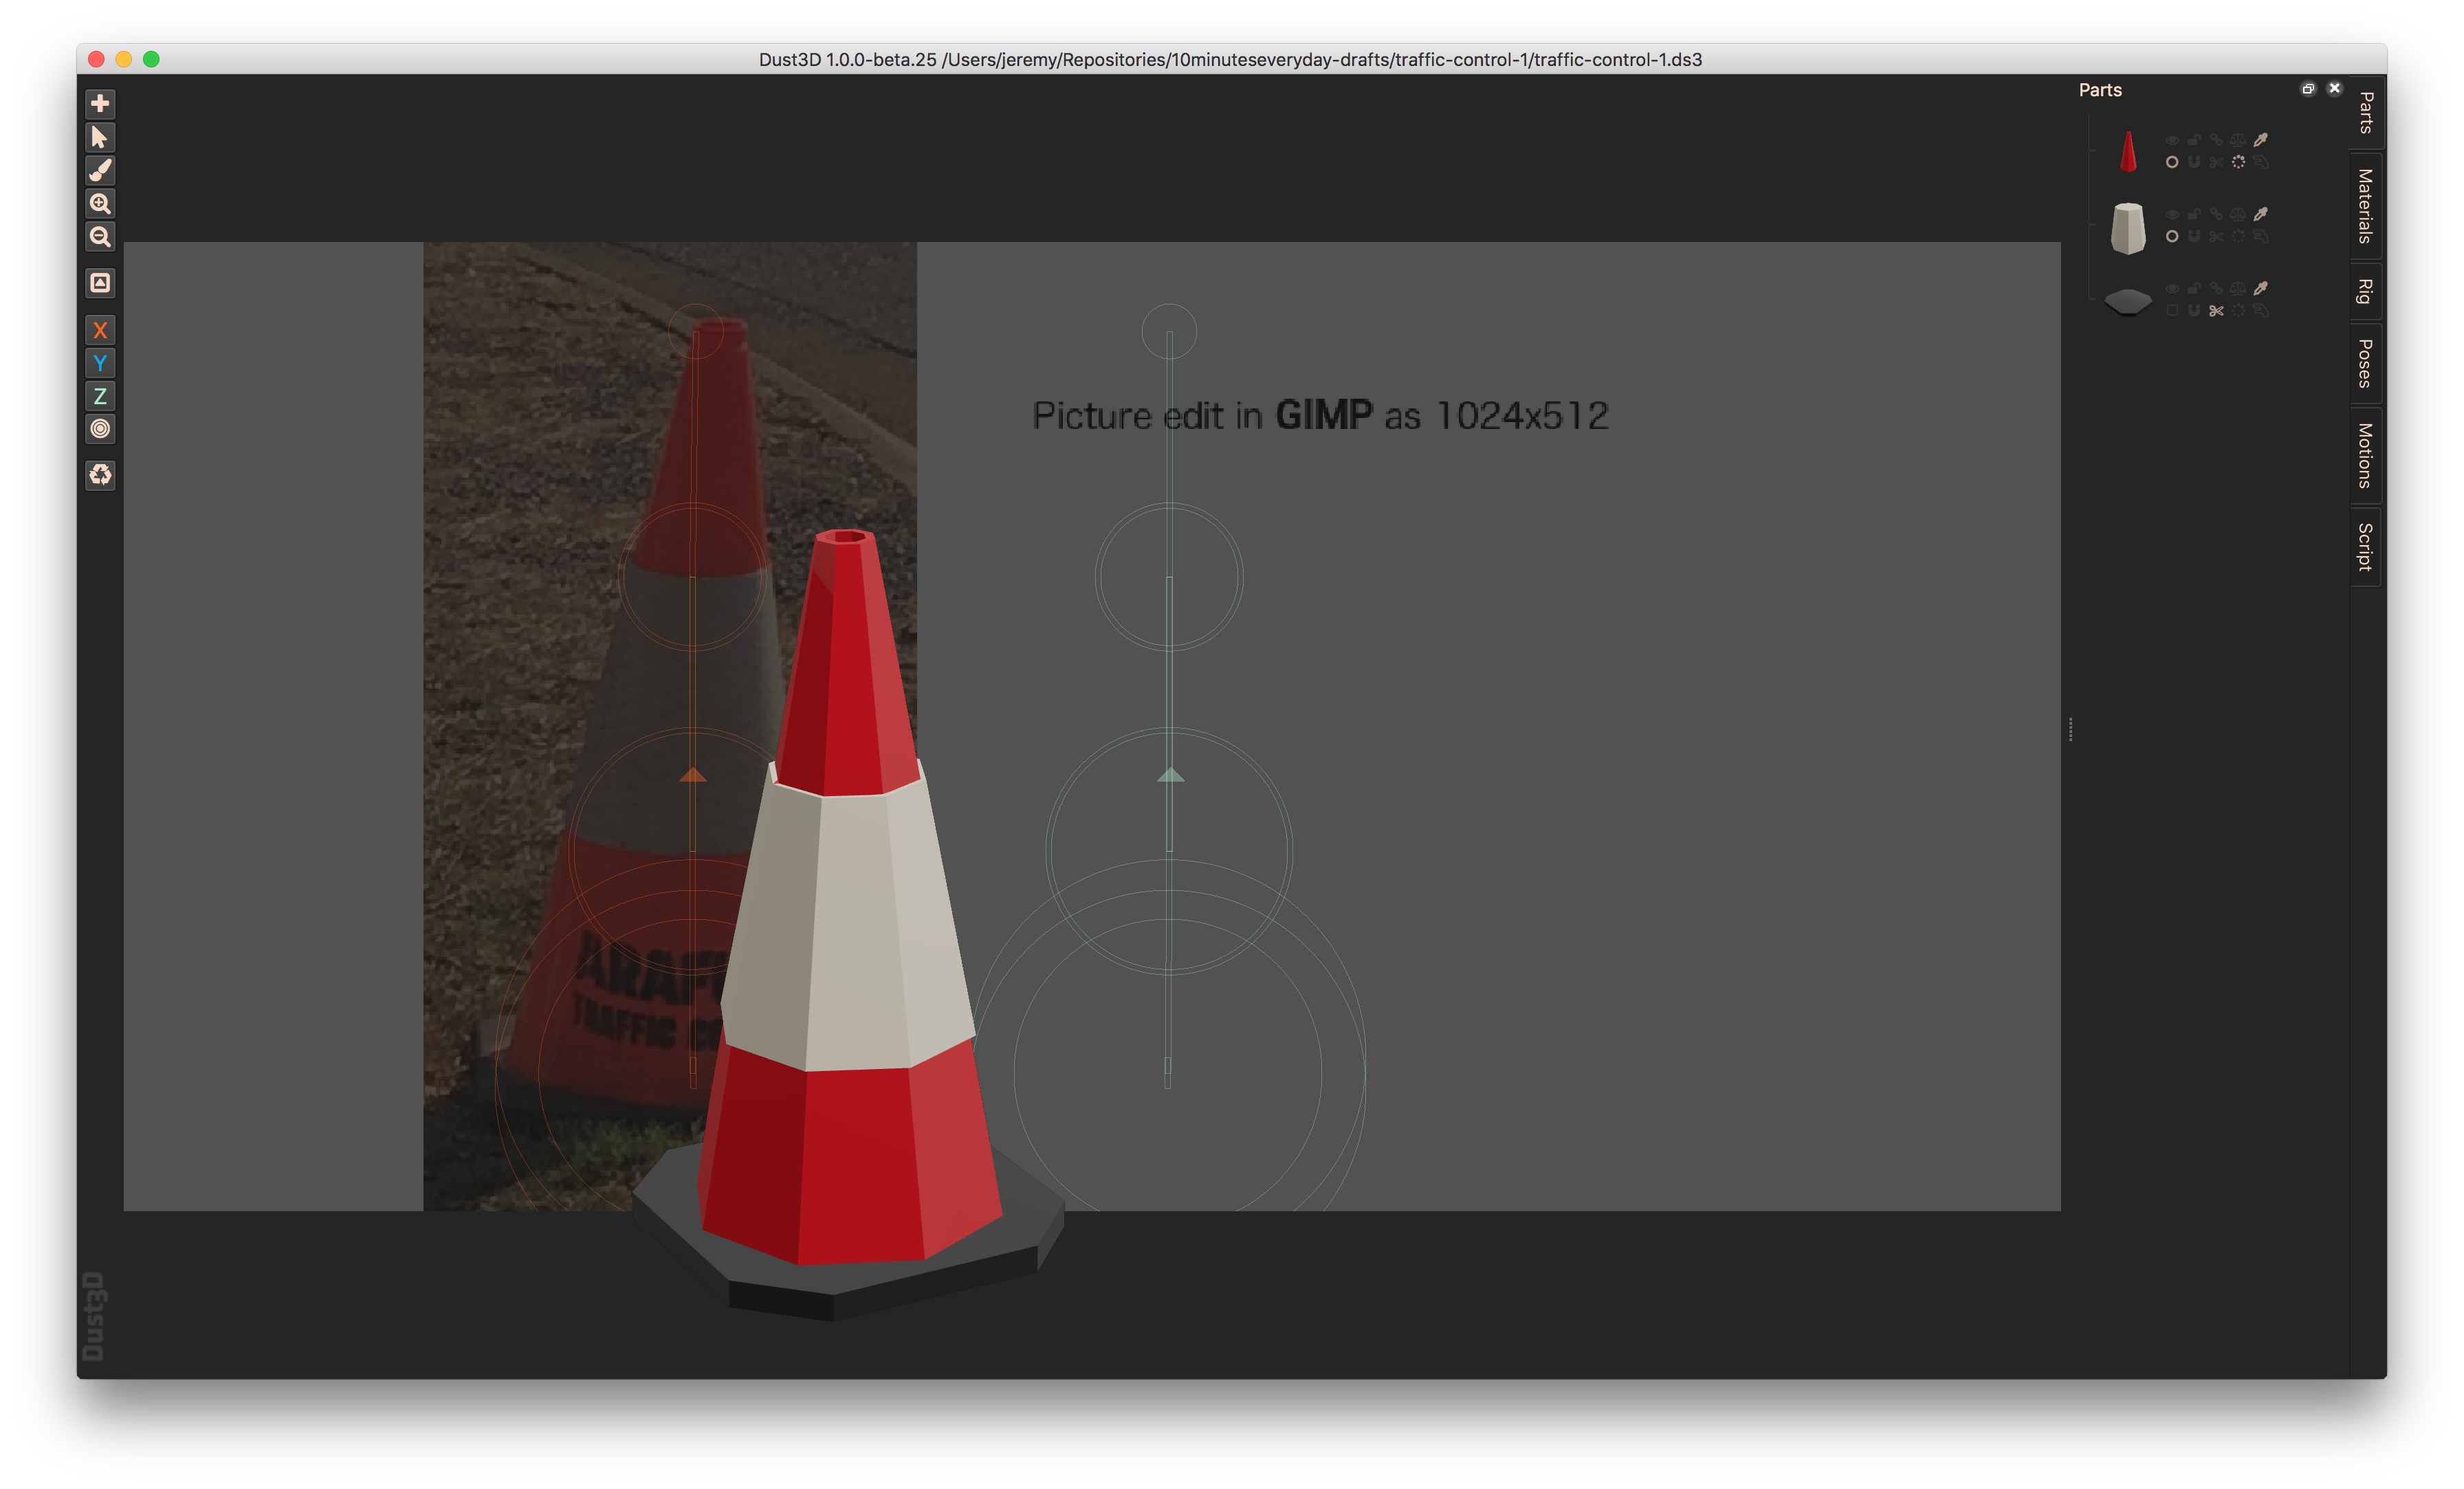 Dust3D 1.0.0-beta.25 /Users/jeremy/Repositories/10minuteseveryday-drafts/traffic-control-1/traffic-control-1.ds3
Parts
Parts
Materials
Rig
Poses
Motions
Script
X
Y
Z
Picture edit in GIMP as 1024x512
TRAFFIC
Dust3D